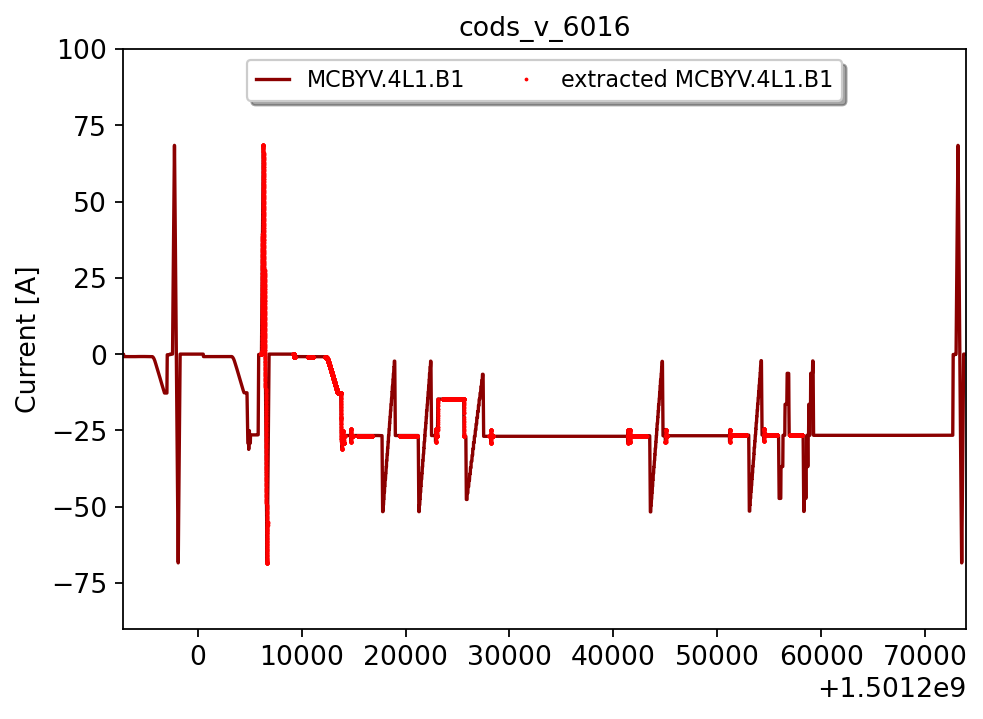 cods_v_6016
MCBYV.4L1.B1
extracted MCBYV.4L1.B1
Current [A]
100
75
50
25
0
−25
−50
−75
0 10000 20000 30000 40000 50000 60000 70000
+1.5012e9